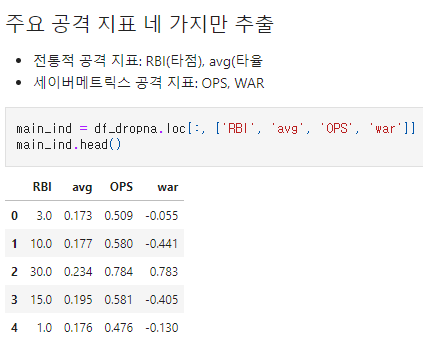 주요 공격 지표 네 가지만 추출
• 전통적 공격 지표: RBI(타점), avg(타율
• 세이버메트릭스 공격 지표: OPS, WAR
main_ind = df_dropna.loc[:, ['RBI', 'avg', 'OPS', 'war']]
main_ind.head()
RBI avg OPS war
0 3.0 0.173 0.509 -0.055
1 10.0 0.177 0.580 -0.441
2 30.0 0.234 0.784 0.783
3 15.0 0.195 0.581 -0.405
4 1.0 0.176 0.476 -0.130